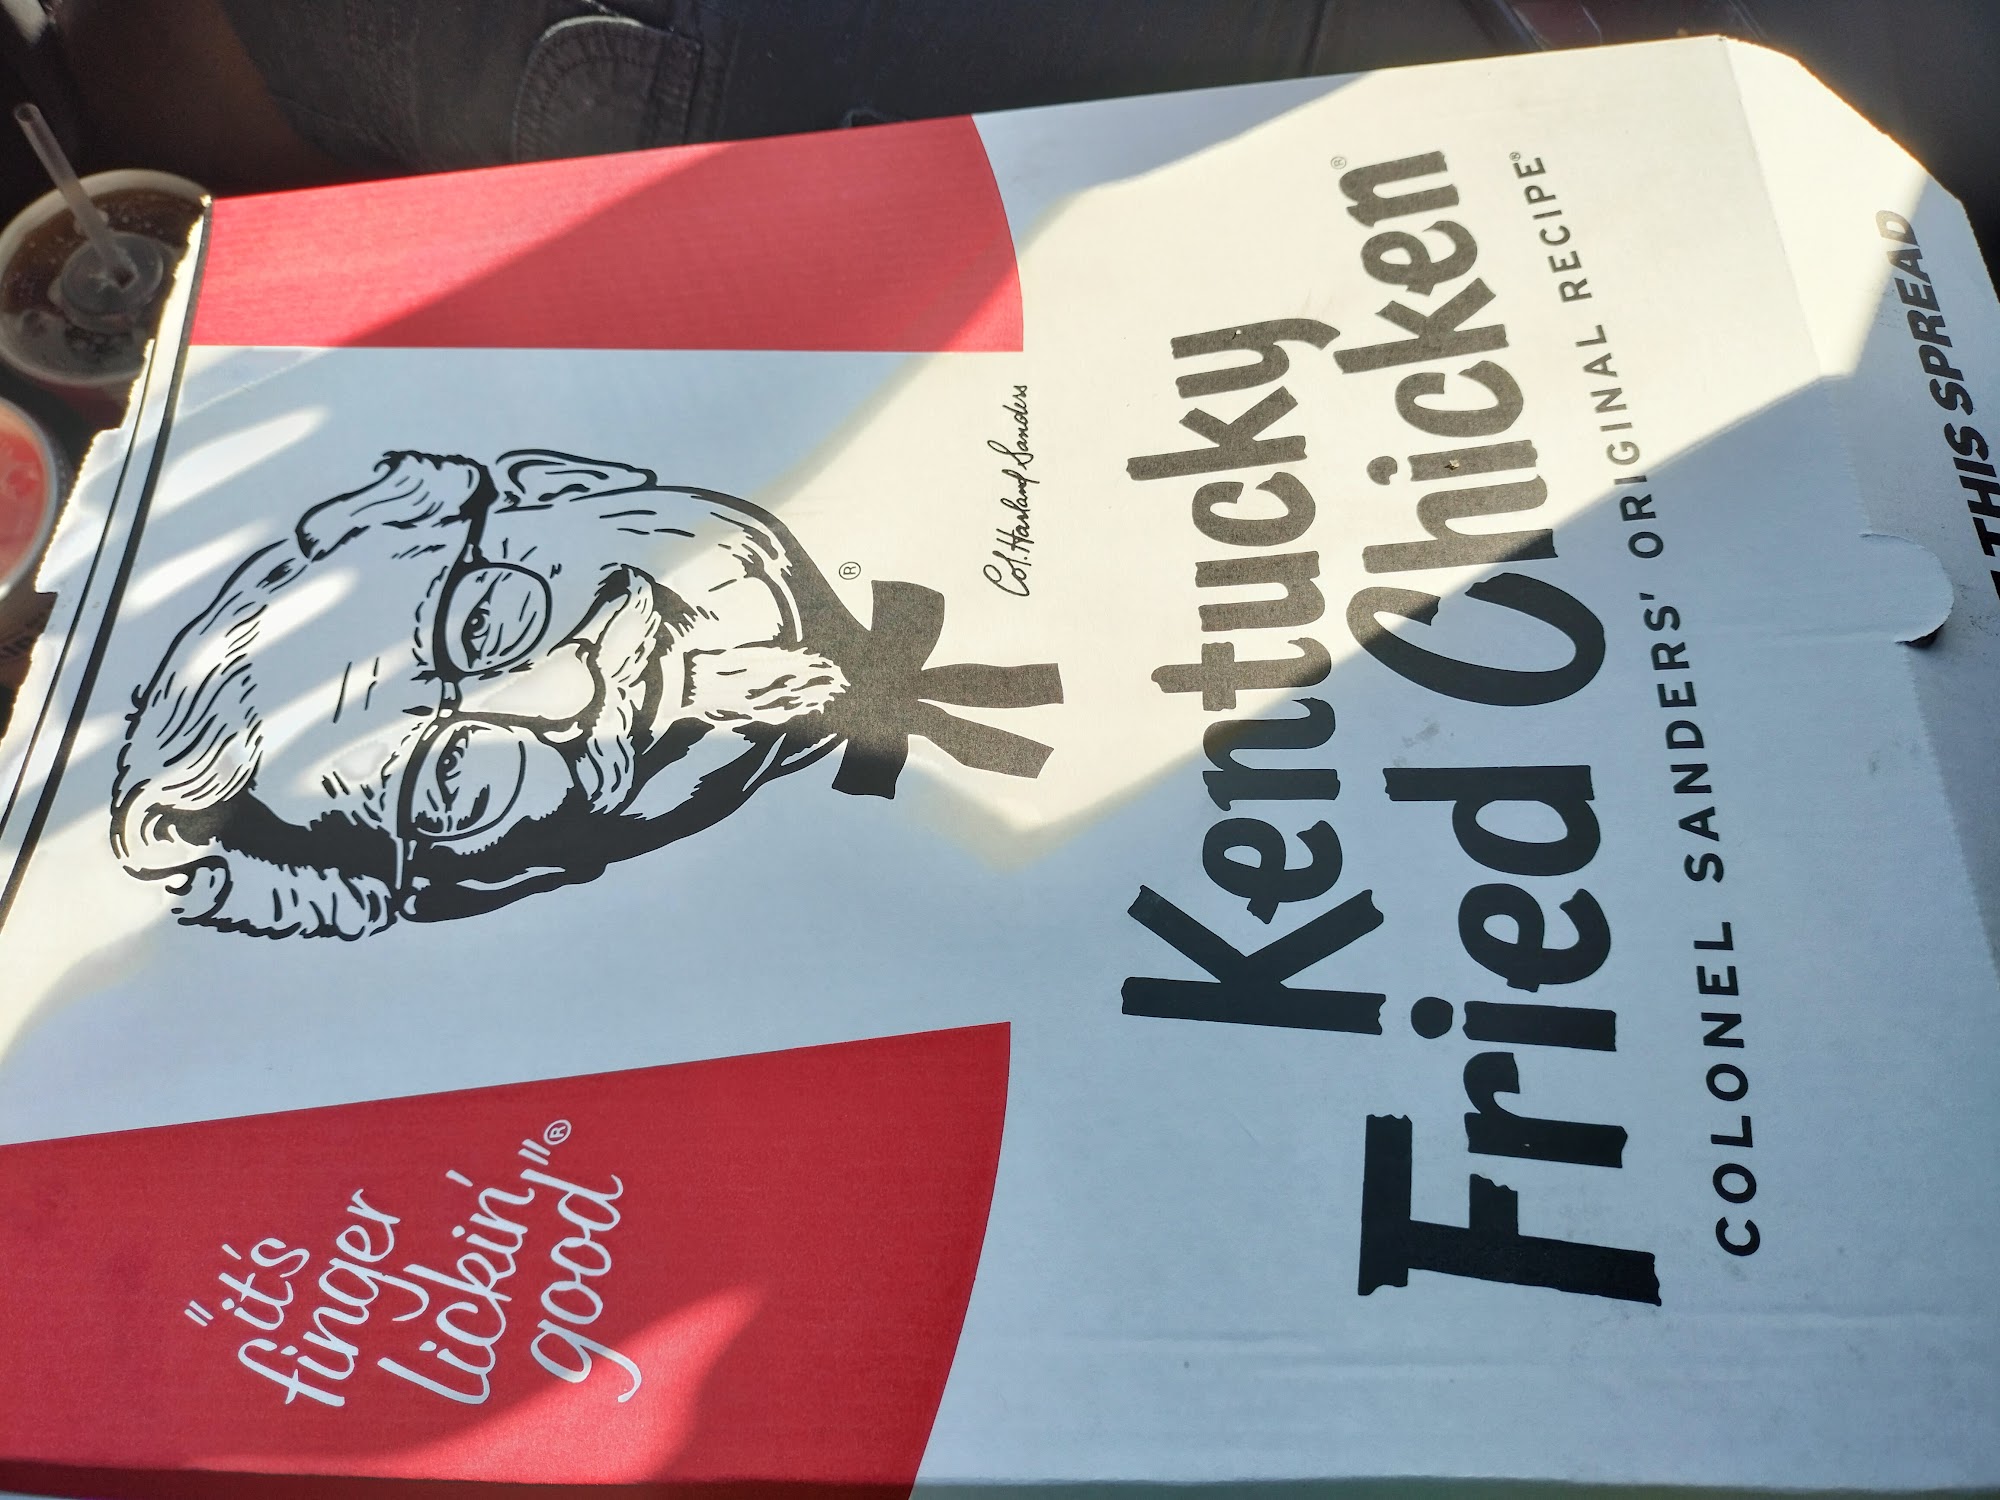 "it's
finger
lickin'
good"®
®
Col. Harland Sanders
Kentucky
Fried Chicken®
COLONEL SANDERS' ORIGINAL RECIPE®
THIS SPREAD